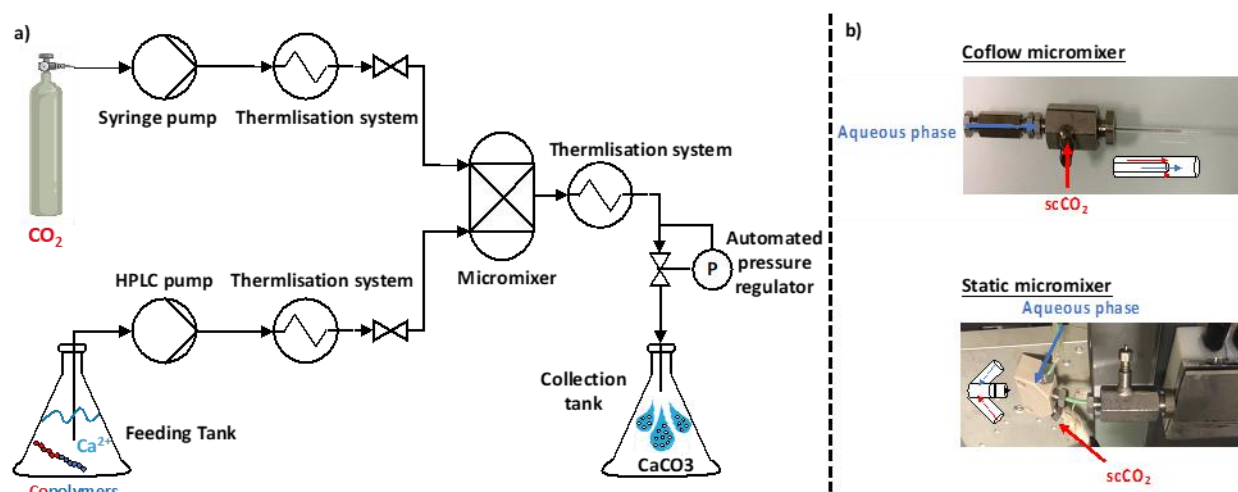 a)
Syringe pump
Thermlisation system
CO2
Micromixer
Thermlisation system
Automated
pressure
regulator
P
HPLC pump
Thermlisation system
Feeding Tank
Ca2+
Copolymers
Collection
tank
CaCO3
b)
Coflow micromixer
Aqueous phase
scCO2
Static micromixer
Aqueous phase
scCO2